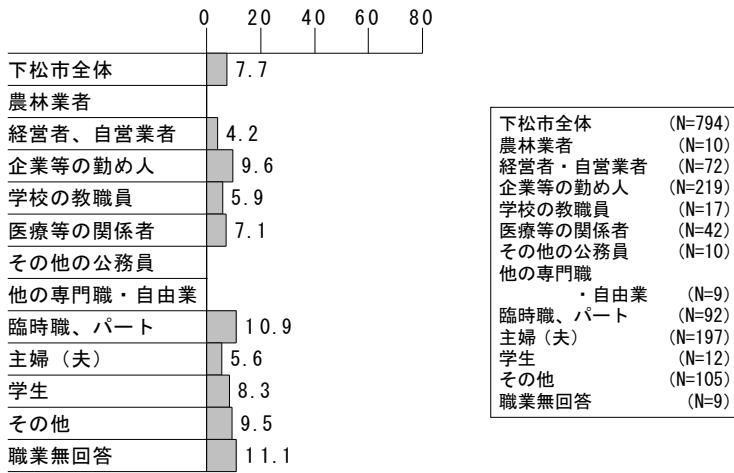 0 20 40 60 80
下松市全体 7.7
農林業者
経営者、自営業者 4.2
企業等の勤め人 9.6
学校の教職員 5.9
医療等の関係者 7.1
その他の公務員
他の専門職・自由業
臨時職、パート 10.9
主婦（夫） 5.6
学生 8.3
その他 9.5
職業無回答 11.1
下松市全体 (N=794)
農林業者 (N=10)
経営者・自営業者 (N=72)
企業等の勤め人 (N=219)
学校の教職員 (N=17)
医療等の関係者 (N=42)
その他の公務員 (N=10)
他の専門職
・自由業 (N=9)
臨時職、パート (N=92)
主婦（夫） (N=197)
学生 (N=12)
その他 (N=105)
職業無回答 (N=9)